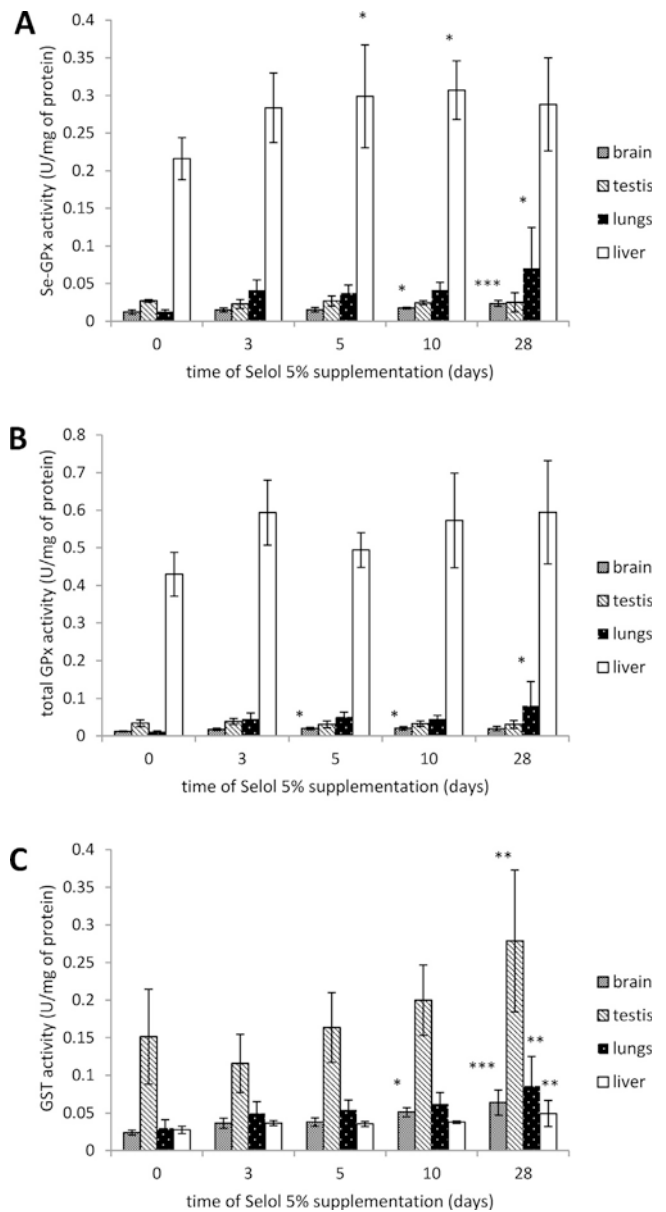 A
Se-GPx activity (U/mg of protein)
0.4
0.35
0.3
0.25
0.2
0.15
0.1
0.05
0
*
*
*
*
***
0 3 5 10 28
time of Selol 5% supplementation (days)
brain
testis
lungs
liver
B
total GPx activity (U/mg of protein)
0.8
0.7
0.6
0.5
0.4
0.3
0.2
0.1
0
*
*
*
0 3 5 10 28
time of Selol 5% supplementation (days)
brain
testis
lungs
liver
C
GST activity (U/mg of protein)
0.4
0.35
0.3
0.25
0.2
0.15
0.1
0.05
0
**
*
***
**
**
0 3 5 10 28
time of Selol 5% supplementation (days)
brain
testis
lungs
liver